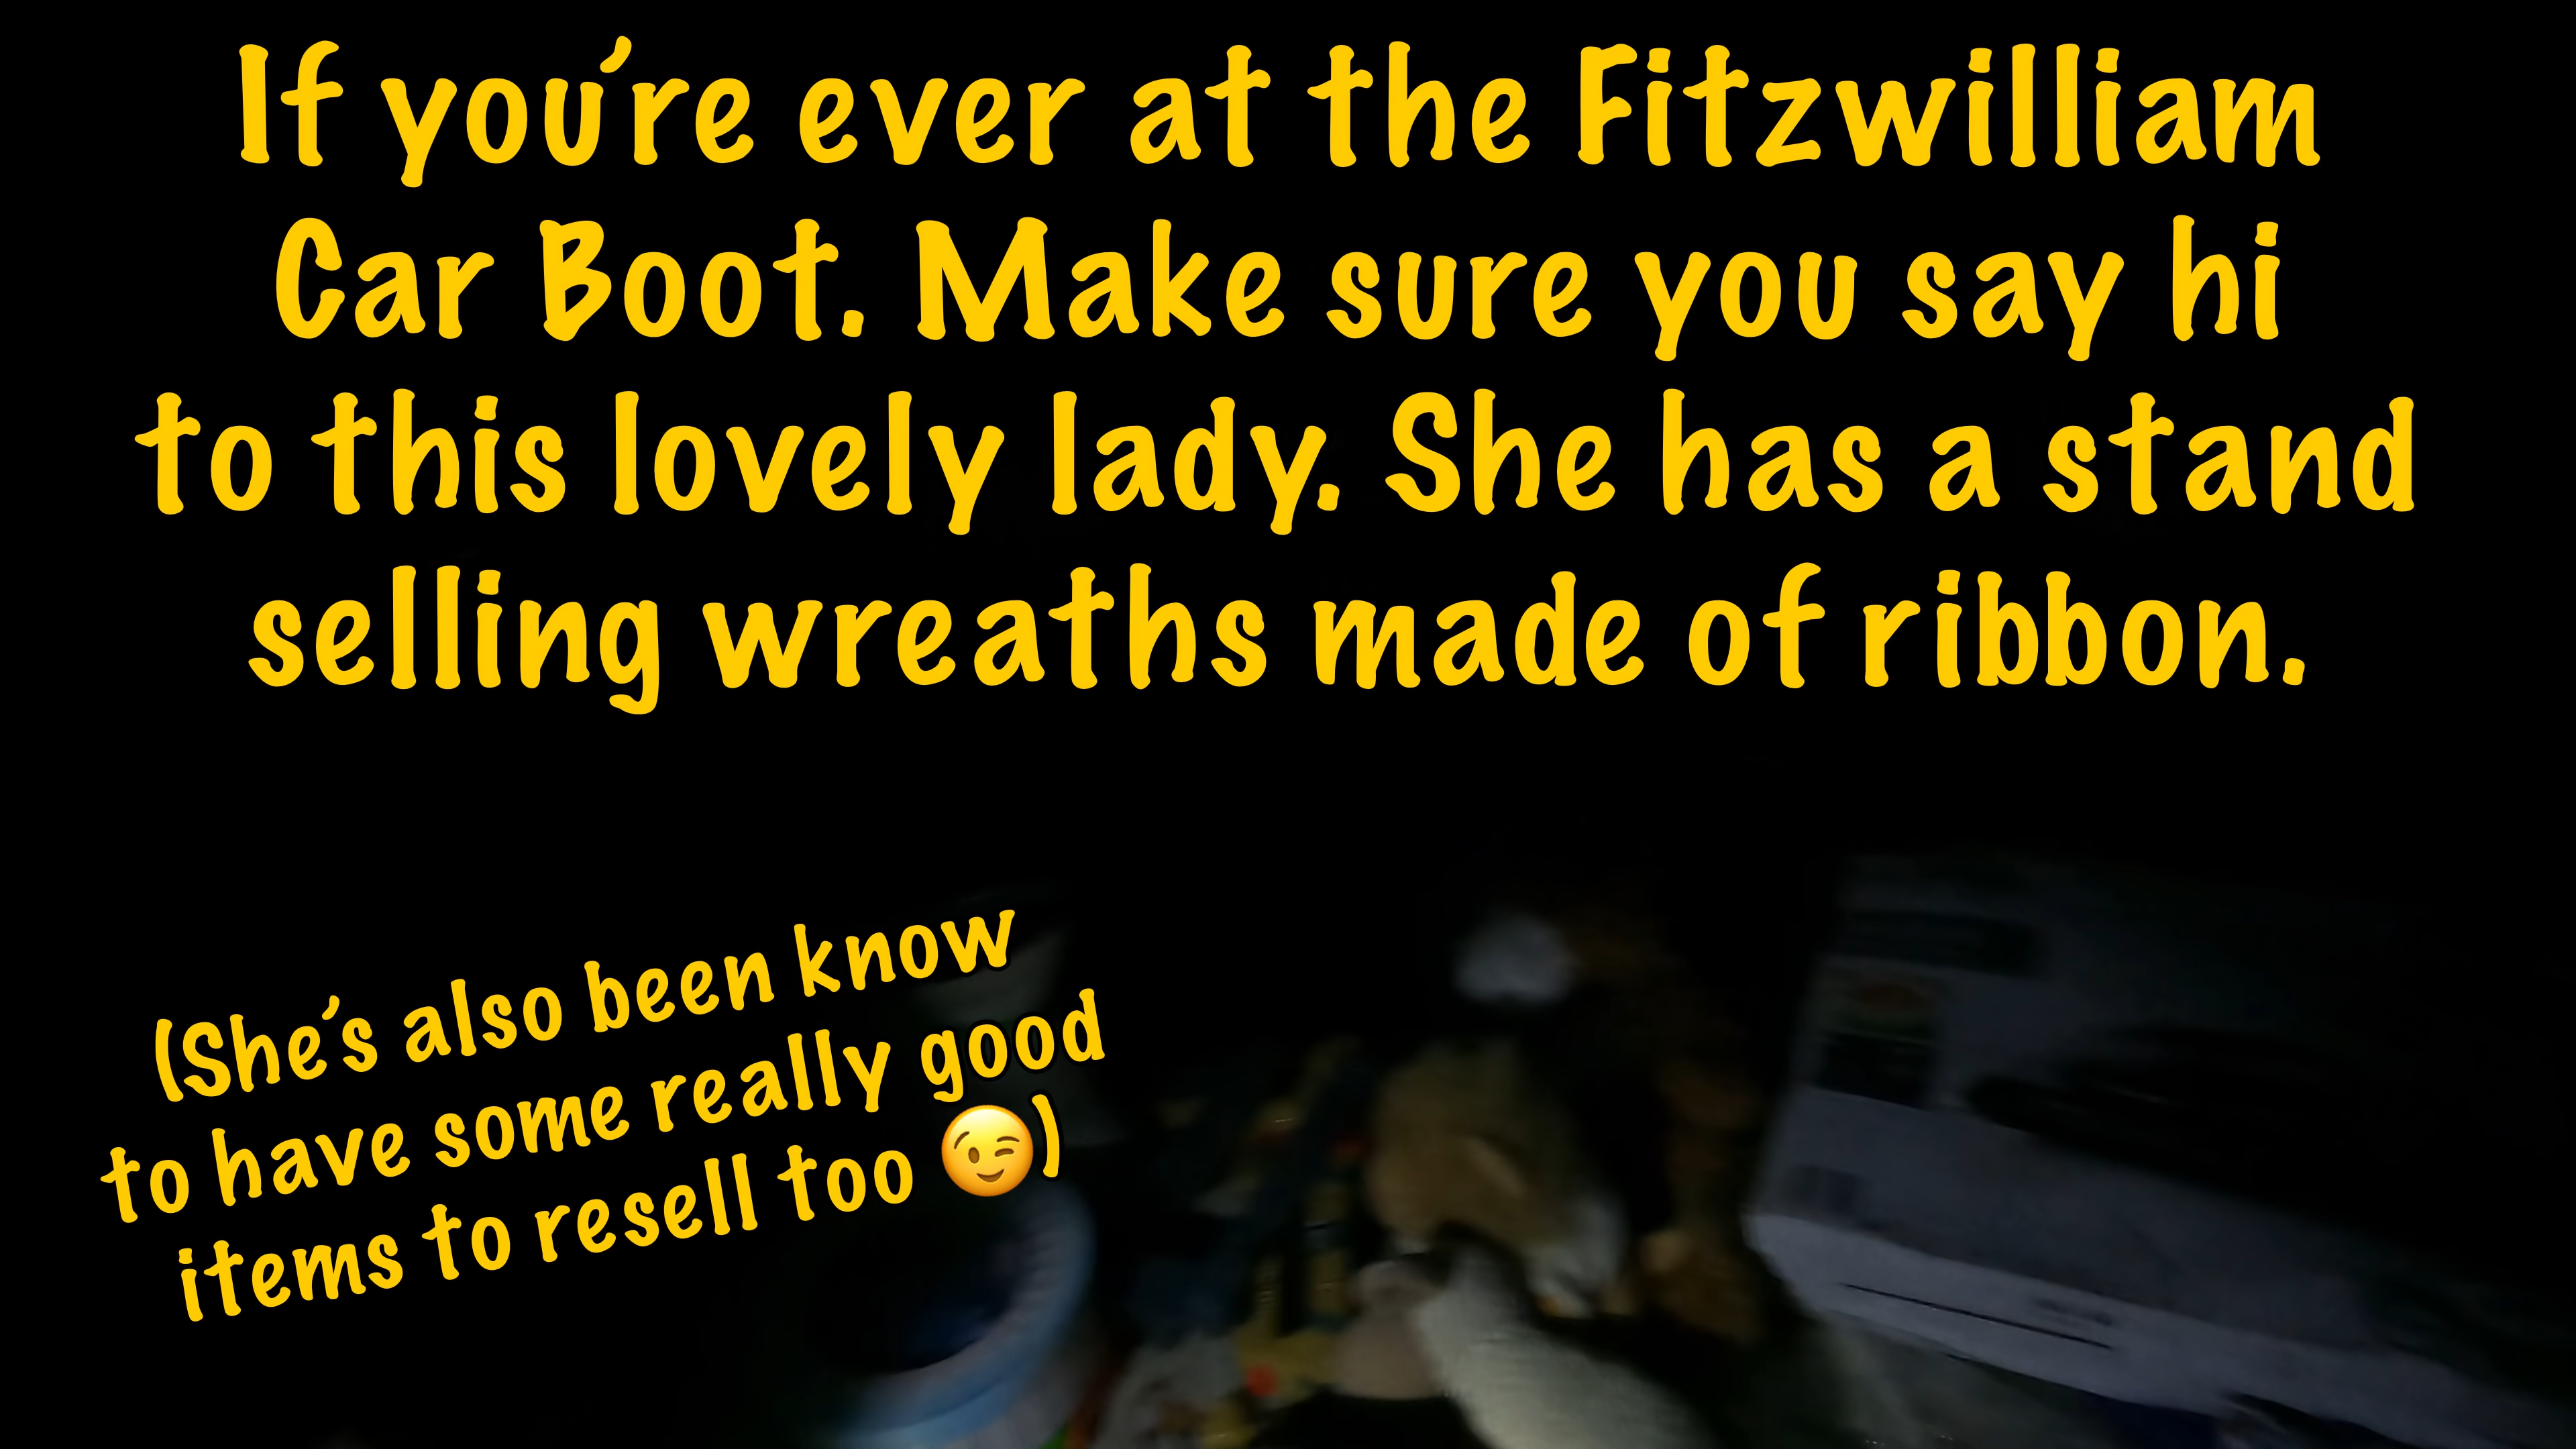 If you're ever at the Fitzwilliam
Car Boot. Make sure you say hi
to this lovely lady. She has a stand
selling wreaths made of ribbon.
(She's also been know
to have some really good
items to resell too 😉)